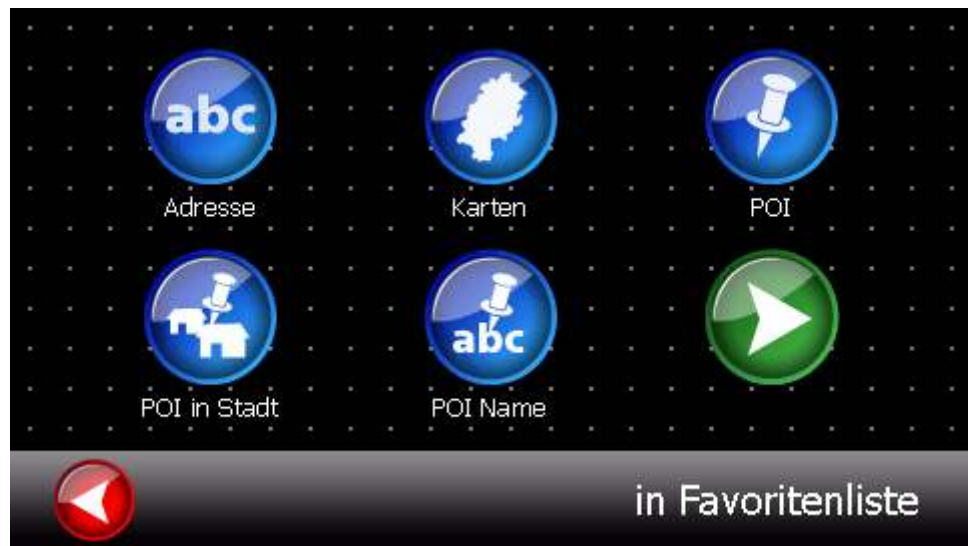 abc
Adresse
Karten
POI
abc
POI in Stadt
POI Name
in Favoritenliste